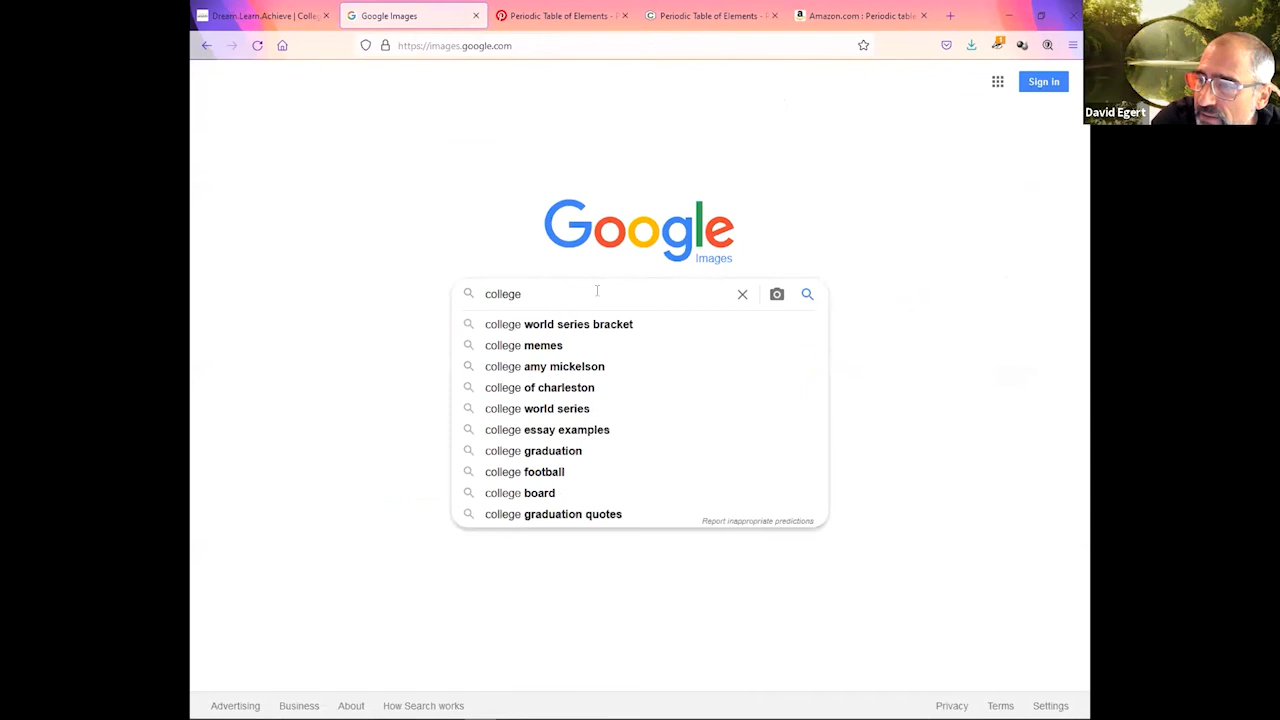 Dream.Learn.Achieve | Colleg
Google Images
Periodic Table of Elements - P
Periodic Table of Elements - P
Amazon.com : Periodic table
https://images.google.com
1
Sign in
David Egert
Google
Images
college
college world series bracket
college memes
college amy mickelson
college of charleston
college world series
college essay examples
college graduation
college football
college board
college graduation quotes
Report inappropriate predictions
Advertising Business About How Search works Privacy Terms Settings